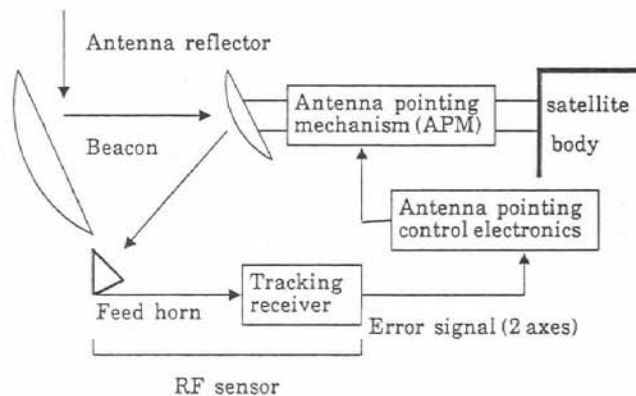 Antenna reflector
Beacon
Antenna pointing
mechanism (APM)
satellite
body
Antenna pointing
control electronics
Feed horn
Tracking
receiver
Error signal (2 axes)
RF sensor